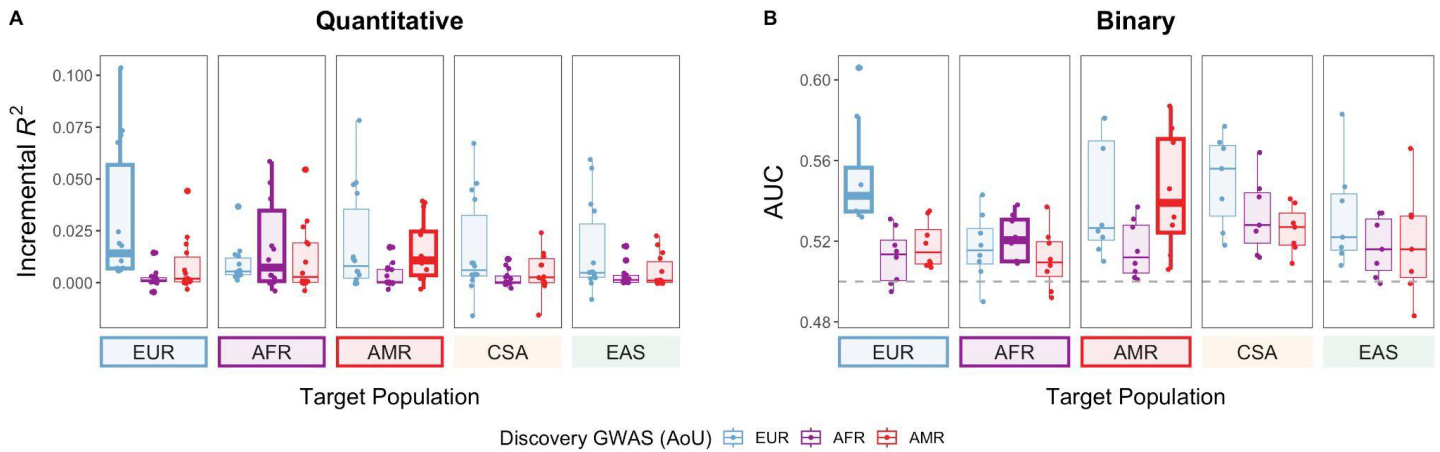 A
Quantitative
Incremental R²
0.100
0.075
0.050
0.025
0.000
EUR AFR AMR CSA EAS
Target Population
B
Binary
AUC
0.60
0.56
0.52
0.48
EUR AFR AMR CSA EAS
Target Population
Discovery GWAS (AoU) EUR AFR AMR